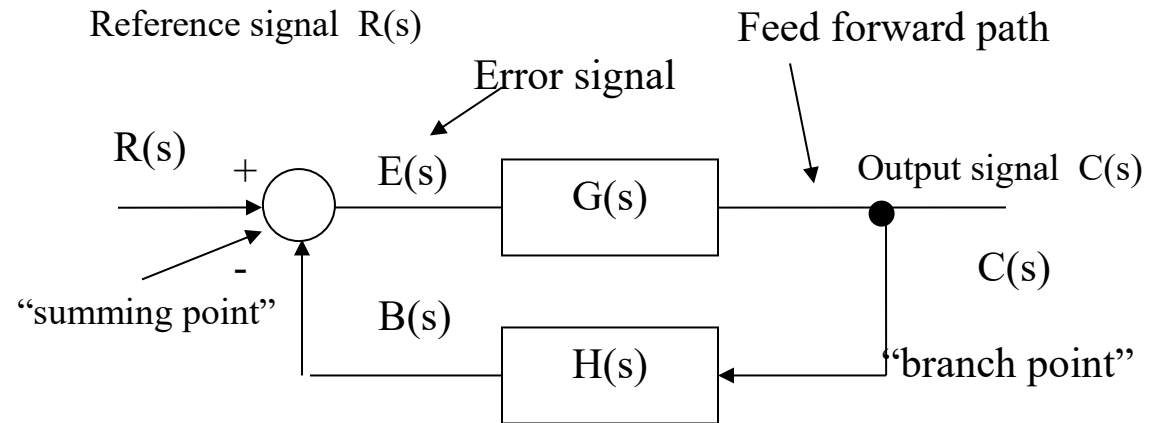 Reference signal R(s)
Feed forward path
Error signal
R(s)
+
E(s)
G(s)
Output signal C(s)
-
C(s)
“summing point”
B(s)
H(s)
“branch point”